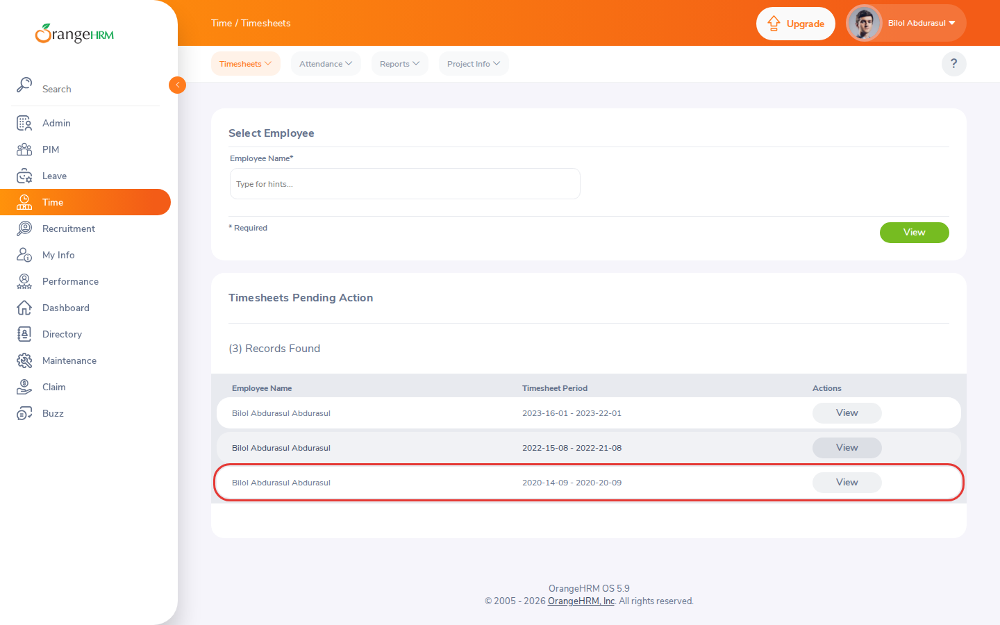 OrangeHRM
Time / Timesheets
Upgrade
Bilol Abdurasul
Timesheets
Attendance
Reports
Project Info
?
Search
Admin
PIM
Leave
Time
Recruitment
My Info
Performance
Dashboard
Directory
Maintenance
Claim
Buzz
Select Employee
Employee Name*
Type for hints...
* Required
View
Timesheets Pending Action
(3) Records Found
Employee Name Timesheet Period Actions
Bilol Abdurasul Abdurasul 2023-16-01 - 2023-22-01 View
Bilol Abdurasul Abdurasul 2022-15-08 - 2022-21-08 View
Bilol Abdurasul Abdurasul 2020-14-09 - 2020-20-09 View
OrangeHRM OS 5.9
© 2005 - 2026 OrangeHRM, Inc. All rights reserved.